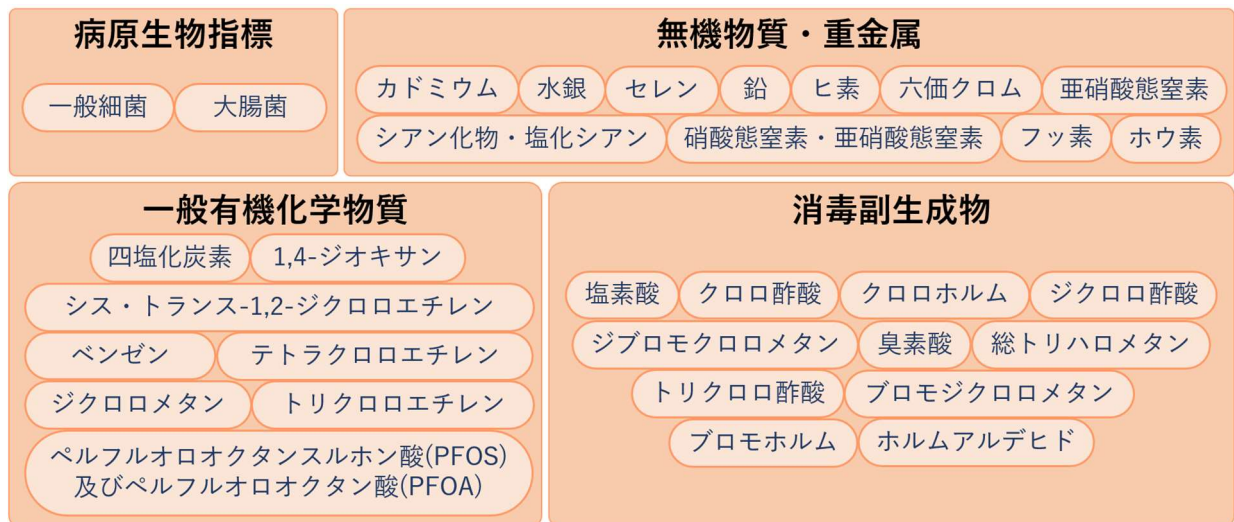 病原生物指標
一般細菌 大腸菌
無機物質・重金属
カドミウム 水銀 セレン 鉛 ヒ素 六価クロム 亜硝酸態窒素
シアン化物・塩化シアン 硝酸態窒素・亜硝酸態窒素 フッ素 ホウ素
一般有機化学物質
四塩化炭素 1,4-ジオキサン
シス・トランス-1,2-ジクロロエチレン
ベンゼン テトラクロロエチレン
ジクロロメタン トリクロロエチレン
ペルフルオロオクタンスルホン酸(PFOS)
及びペルフルオロオクタン酸(PFOA)
消毒副生成物
塩素酸 クロロ酢酸 クロロホルム ジクロロ酢酸
ジブロモクロロメタン 臭素酸 総トリハロメタン
トリクロロ酢酸 ブロモジクロロメタン
ブロモホルム ホルムアルデヒド